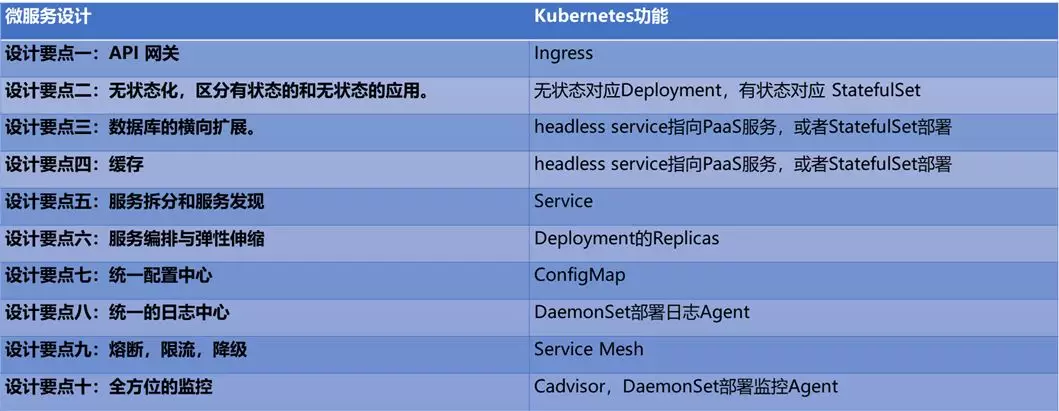 微服务设计 Kubernetes功能
设计要点一：API 网关 Ingress
设计要点二：无状态化，区分有状态的和无状态的应用。 无状态对应Deployment，有状态对应 StatefulSet
设计要点三：数据库的横向扩展。 headless service指向PaaS服务，或者StatefulSet部署
设计要点四：缓存 headless service指向PaaS服务，或者StatefulSet部署
设计要点五：服务拆分和服务发现 Service
设计要点六：服务编排与弹性伸缩 Deployment的Replicas
设计要点七：统一配置中心 ConfigMap
设计要点八：统一的日志中心 DaemonSet部署日志Agent
设计要点九：熔断，限流，降级 Service Mesh
设计要点十：全方位的监控 Cadvisor，DaemonSet部署监控Agent